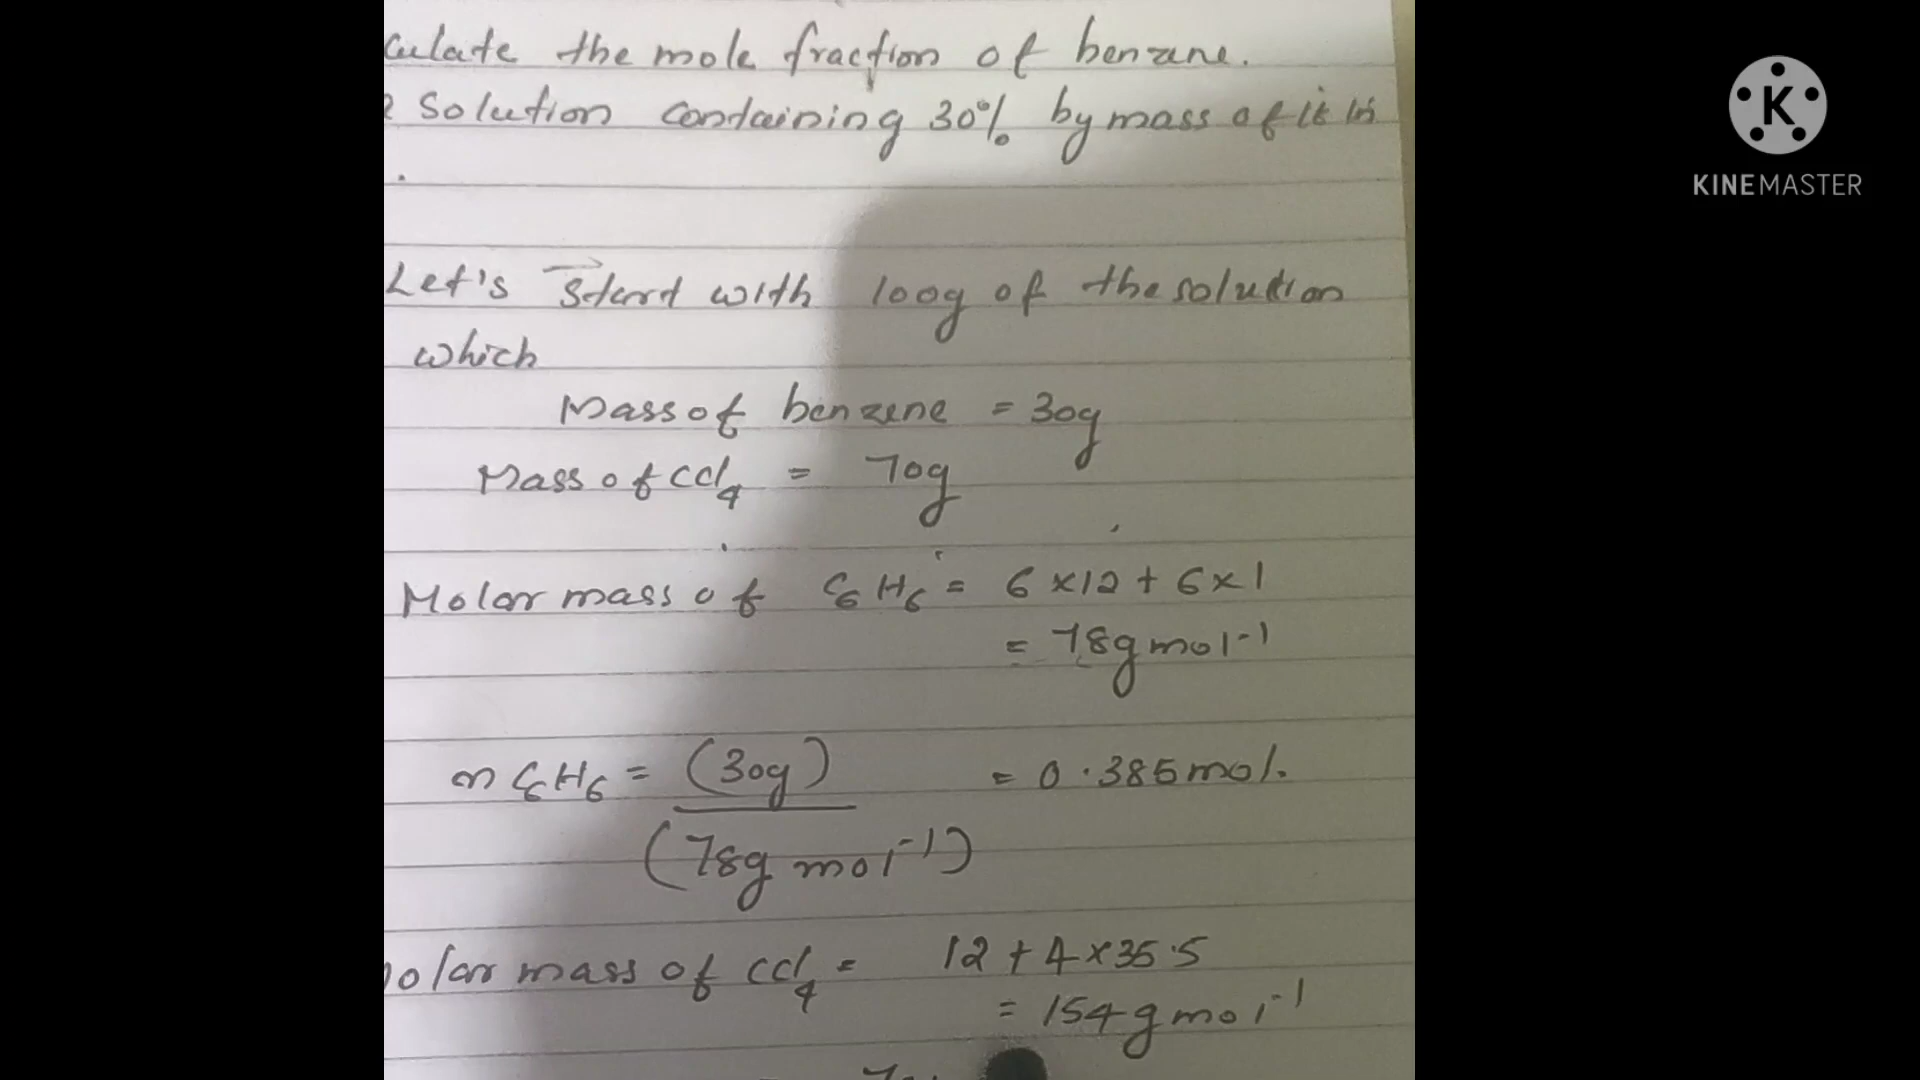 culate the mole fraction of benzene.
Solution containing 30% by mass of it in
Let's start with 100g of the solution
which
Mass of benzene = 30g
Mass of CCl4 = 70g
Molar mass of C6H6 = 6 x 12 + 6 x 1
= 78g mol-1
n C6H6 = (30g) = 0.385 mol.
(78g mol-1)
olar mass of CCl4 = 12 + 4 x 35.5
= 154 g mol-1
K
KINEMASTER